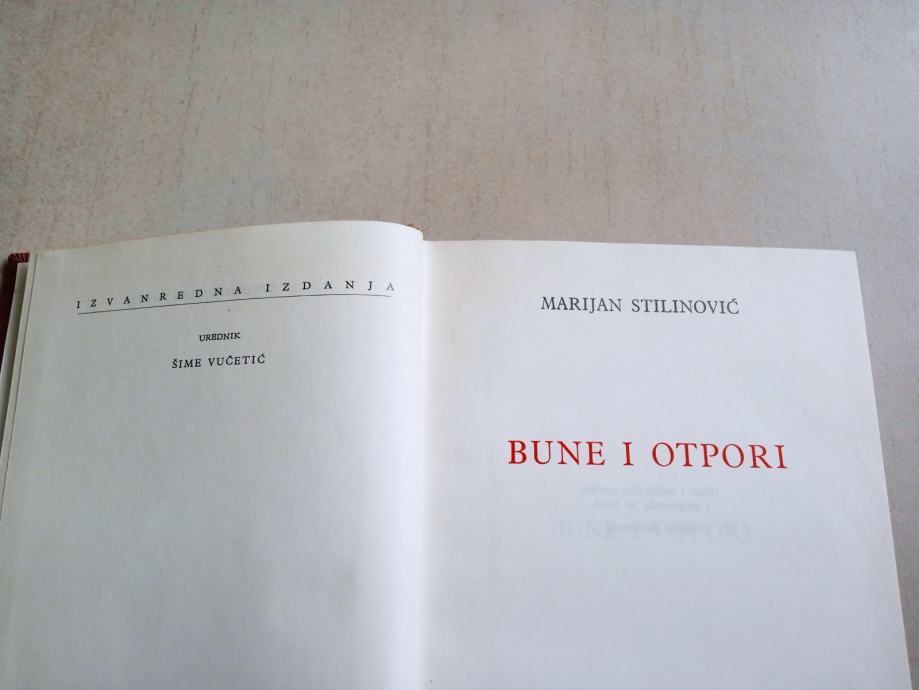 IZVANREDNA IZDANJA
UREDNIK
ŠIME VUČETIĆ
MARIJAN STILINOVIĆ
BUNE I OTPORI